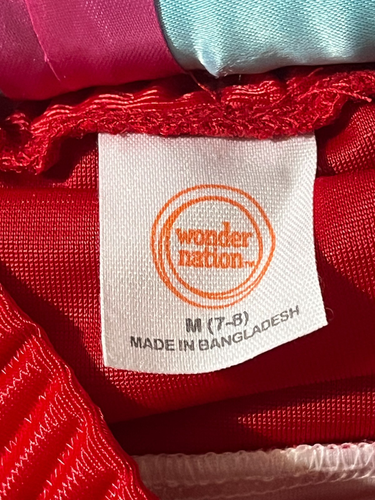 wonder
nation™
M (7-8)
MADE IN BANGLADESH